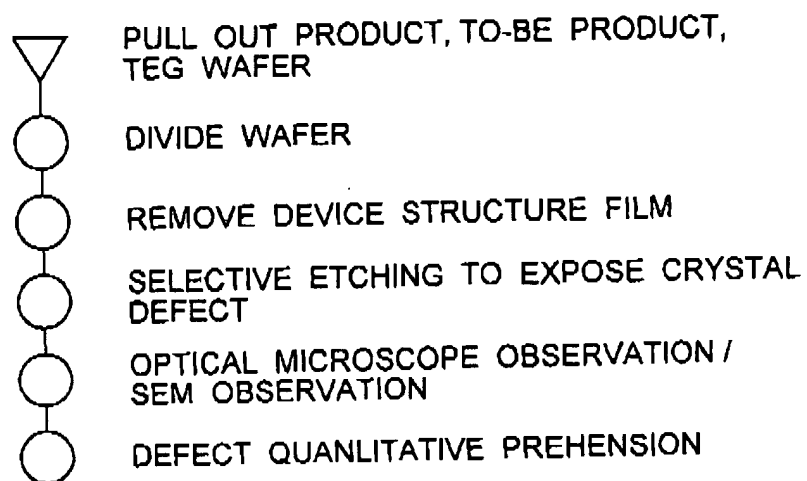 PULL OUT PRODUCT, TO-BE PRODUCT,
TEG WAFER
DIVIDE WAFER
REMOVE DEVICE STRUCTURE FILM
SELECTIVE ETCHING TO EXPOSE CRYSTAL
DEFECT
OPTICAL MICROSCOPE OBSERVATION /
SEM OBSERVATION
DEFECT QUANLITATIVE PREHENSION